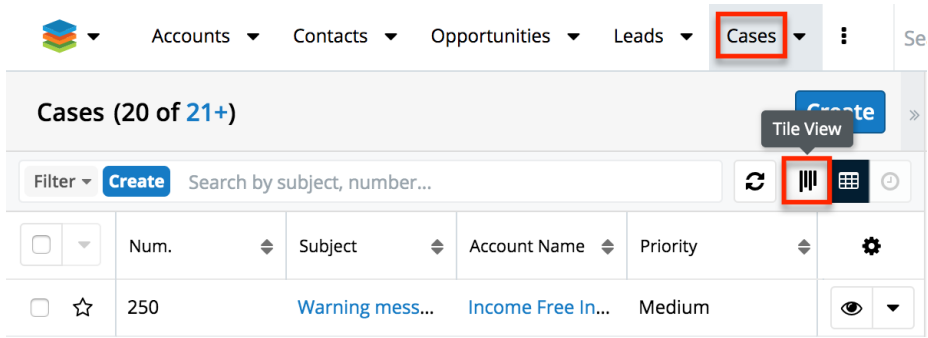 Accounts Contacts Opportunities Leads Cases Se
Cases (20 of 21+) Create
Tile View
Filter Create Search by subject, number...
Num. Subject Account Name Priority
250 Warning mess... Income Free In... Medium